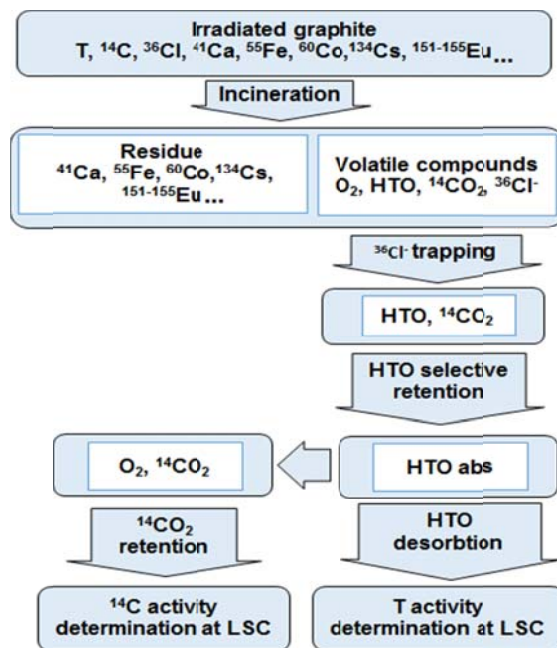 Irradiated graphite
T, ¹⁴C, ³⁶Cl, ⁴¹Ca, ⁵⁵Fe, ⁶⁰Co,¹³⁴Cs, ¹⁵¹⁻¹⁵⁵Eu...
Incineration
Residue
⁴¹Ca, ⁵⁵Fe, ⁶⁰Co,¹³⁴Cs,
¹⁵¹⁻¹⁵⁵Eu...
Volatile compounds
O₂, HTO, ¹⁴CO₂, ³⁶Cl⁻
³⁶Cl⁻ trapping
HTO, ¹⁴CO₂
HTO selective
retention
O₂, ¹⁴CO₂
HTO abs
¹⁴CO₂
retention
HTO
desorbtion
¹⁴C activity
determination at LSC
T activity
determination at LSC